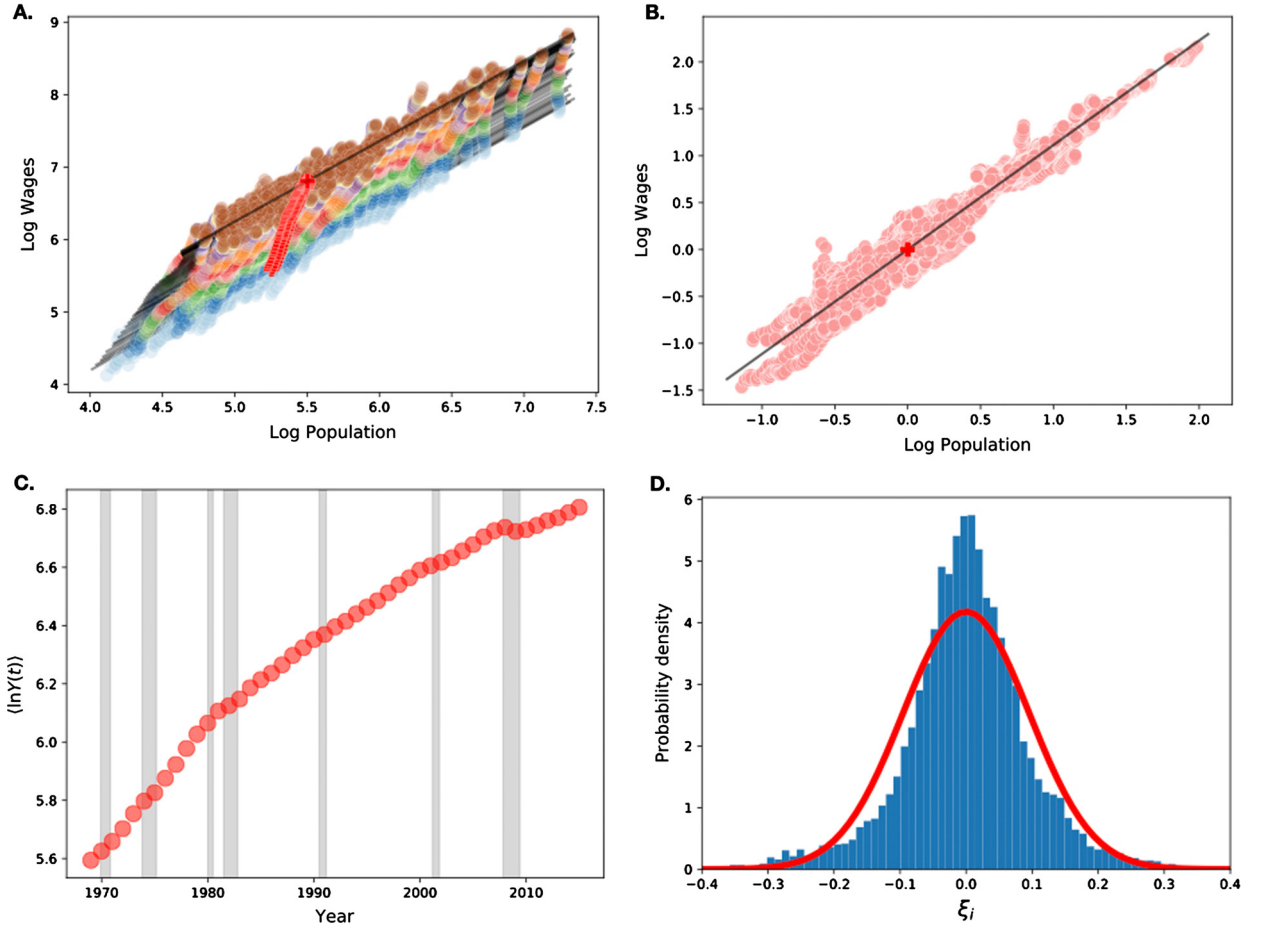 A.
9
8
7
6
5
4
Log Wages
4.0 4.5 5.0 5.5 6.0 6.5 7.0 7.5
Log Population
B.
2.0
1.5
1.0
0.5
0.0
−0.5
−1.0
−1.5
Log Wages
−1.0 −0.5 0.0 0.5 1.0 1.5 2.0
Log Population
C.
6.8
6.6
6.4
6.2
6.0
5.8
5.6
⟨lnY(t)⟩
1970 1980 1990 2000 2010
Year
D.
6
5
4
3
2
1
0
Probability density
−0.4 −0.3 −0.2 −0.1 0.0 0.1 0.2 0.3 0.4
ξi